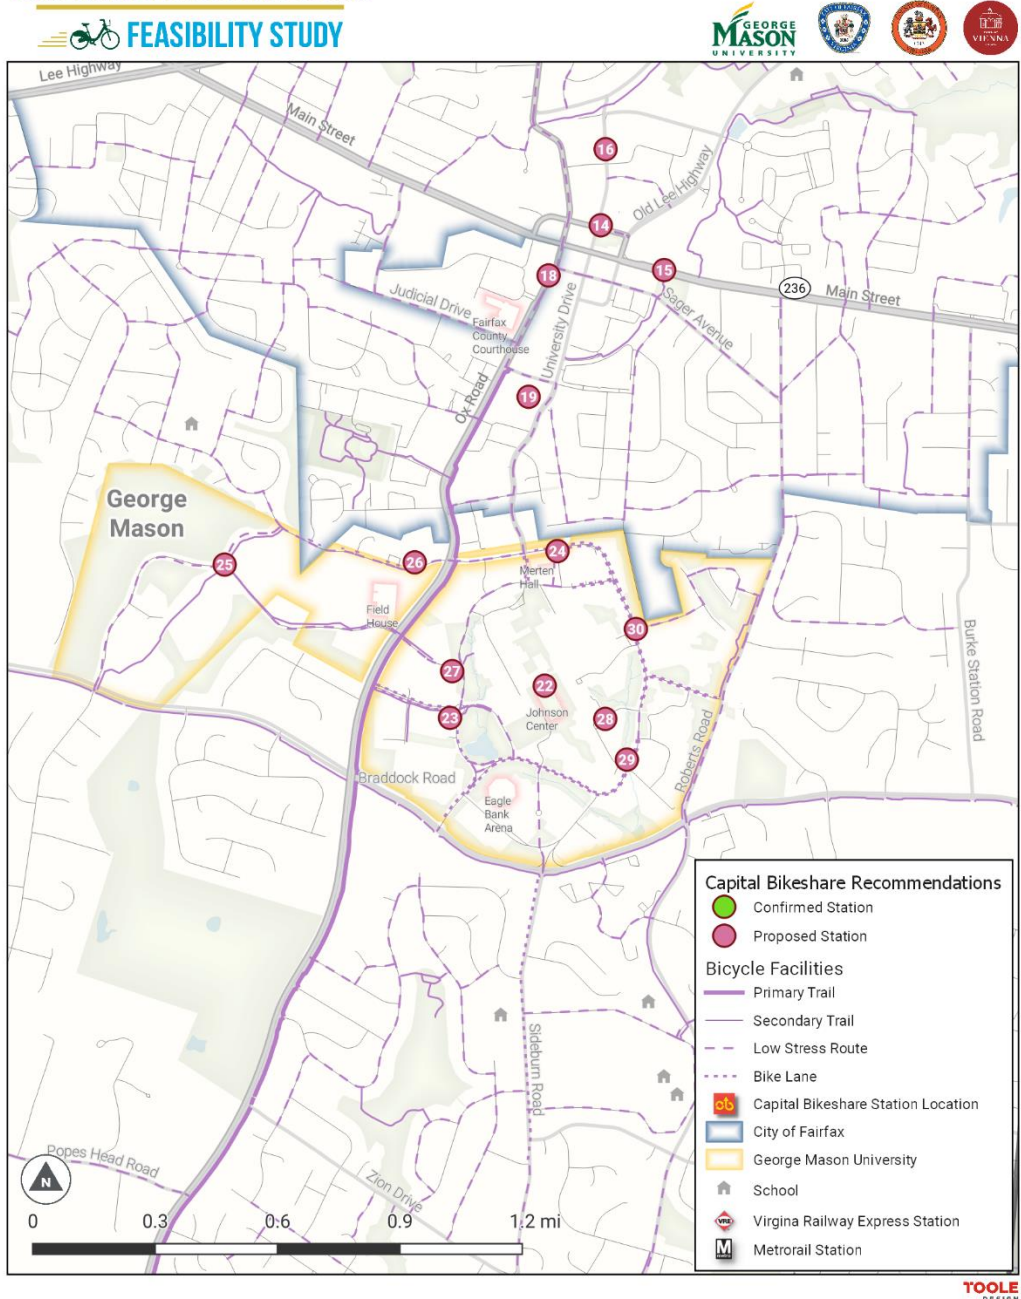 FEASIBILITY STUDY
GEORGE
MASON
UNIVERSITY
VIENNA
Lee Highway
Main Street
16
Old Lee Highway
14
15
18
236
Main Street
Judicial Drive
Sager Avenue
Fairfax
County
Courthouse
University Drive
Ox Road
19
George
Mason
25
26
24
Merten
Hall
Field
House
30
27
22
Johnson
Center
23
28
29
Roberts Road
Burke Station Road
Braddock Road
Eagle
Bank
Arena
Sideburn Road
Popes Head Road
Zion Drive
N
0 0.3 0.6 0.9 1.2 mi
Capital Bikeshare Recommendations
Confirmed Station
Proposed Station
Bicycle Facilities
Primary Trail
Secondary Trail
Low Stress Route
Bike Lane
Capital Bikeshare Station Location
City of Fairfax
George Mason University
School
VRE
Virgina Railway Express Station
M
Metrorail Station
TOOLE
DESIGN